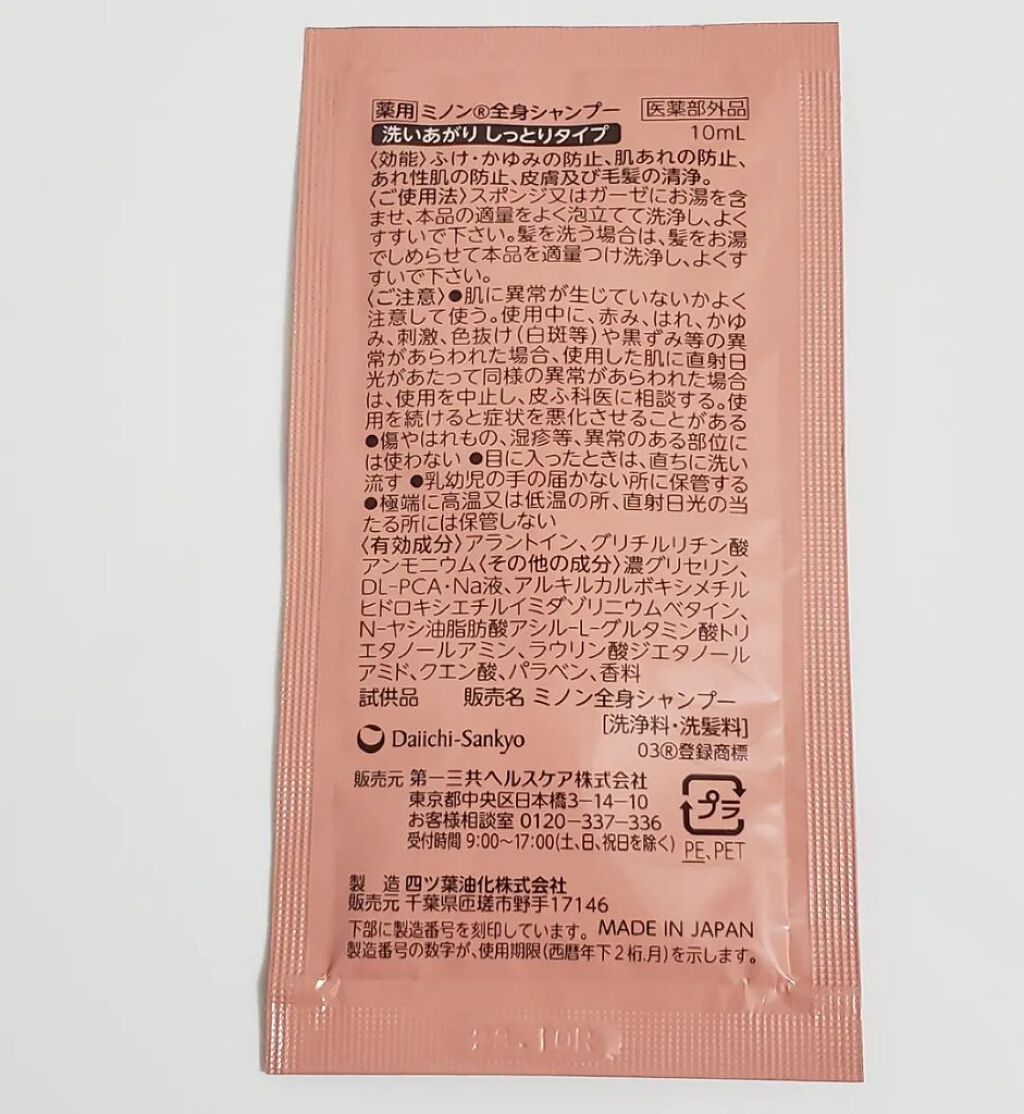 薬用 ミノン®全身シャンプー 医薬部外品
洗いあがり しっとりタイプ 10mL
〈効能〉ふけ・かゆみの防止、肌あれの防止、
あれ性肌の防止、皮膚及び毛髪の清浄。
〈ご使用法〉スポンジ又はガーゼにお湯を含
ませ、本品の適量をよく泡立てて洗浄し、よく
すすいで下さい。髪を洗う場合は、髪をお湯
でしめらせて本品を適量つけ洗浄し、よくす
すいで下さい。
〈ご注意〉●肌に異常が生じていないかよく
注意して使う。使用中に、赤み、はれ、かゆ
み、刺激、色抜け(白斑等)や黒ずみ等の異
常があらわれた場合、使用した肌に直射日
光があたって同様の異常があらわれた場合
は、使用を中止し、皮ふ科医に相談する。使
用を続けると症状を悪化させることがある
●傷やはれもの、湿疹等、異常のある部位に
は使わない ●目に入ったときは、直ちに洗い
流す ●乳幼児の手の届かない所に保管する
●極端に高温又は低温の所、直射日光の当
たる所には保管しない
〈有効成分〉アラントイン、グリチルリチン酸
アンモニウム〈その他の成分〉濃グリセリン、
DL-PCA・Na液、アルキルカルボキシメチル
ヒドロキシエチルイミダゾリニウムベタイン、
N-ヤシ油脂肪酸アシル-L-グルタミン酸トリ
エタノールアミン、ラウリン酸ジエタノール
アミド、クエン酸、パラベン、香料
試供品 販売名 ミノン全身シャンプー
[洗浄料・洗髪料]
Daiichi-Sankyo 03®登録商標
販売元 第一三共ヘルスケア株式会社
東京都中央区日本橋3-14-10
お客様相談室 0120-337-336
受付時間 9:00〜17:00(土、日、祝日を除く)
プラ
PE、PET
製造 四ツ葉油化株式会社
販売元 千葉県匝瑳市野手17146
下部に製造番号を刻印しています。 MADE IN JAPAN
製造番号の数字が、使用期限(西暦年下2桁.月)を示します。
22.10R